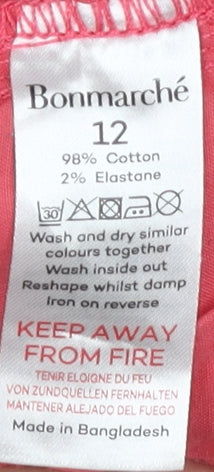 Bonmarché
12
98% Cotton
2% Elastane
30
Wash and dry similar
colours together
Wash inside out
Reshape whilst damp
Iron on reverse
KEEP AWAY
FROM FIRE
TENIR ELOIGNE DU FEU
VON ZUNDQUELLEN FERNHALTEN
MANTENER ALEJADO DEL FUEGO
Made in Bangladesh